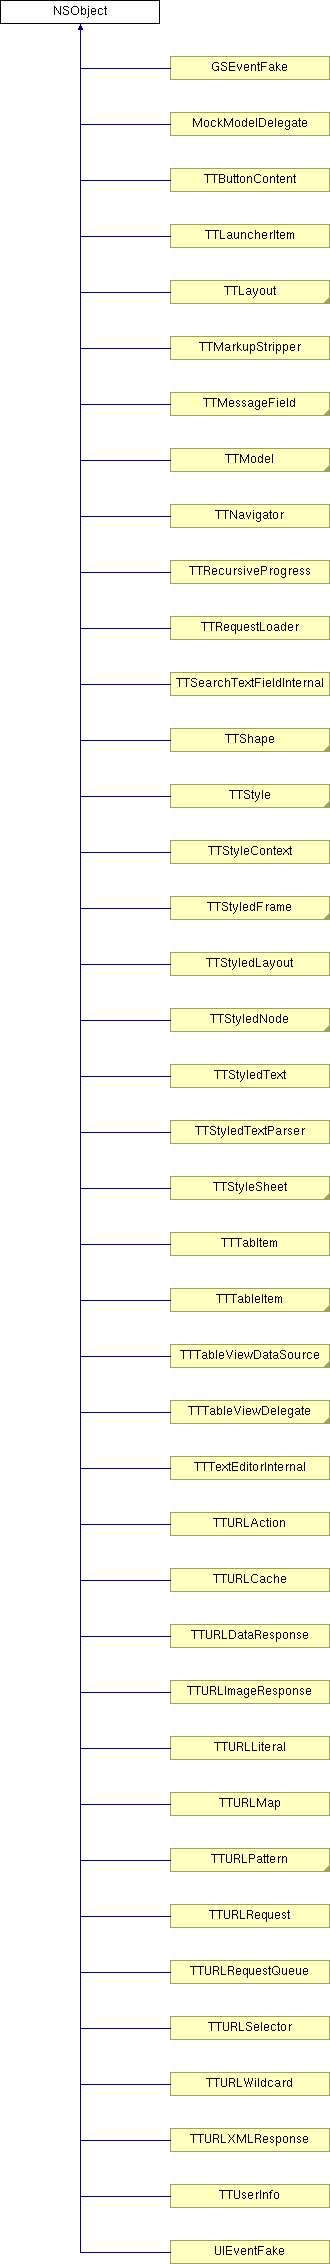 NSObject
GSEventFake
MockModelDelegate
TTButtonContent
TTLauncherItem
TTLayout
TTMarkupStripper
TTMessageField
TTModel
TTNavigator
TTRecursiveProgress
TTRequestLoader
TTSearchTextFieldInternal
TTShape
TTStyle
TTStyleContext
TTStyledFrame
TTStyledLayout
TTStyledNode
TTStyledText
TTStyledTextParser
TTStyleSheet
TTTabItem
TTTableItem
TTTableViewDataSource
TTTableViewDelegate
TTTextEditorInternal
TTURLAction
TTURLCache
TTURLDataResponse
TTURLImageResponse
TTURLLiteral
TTURLMap
TTURLPattern
TTURLRequest
TTURLRequestQueue
TTURLSelector
TTURLWildcard
TTURLXMLResponse
TTUserInfo
UIEventFake